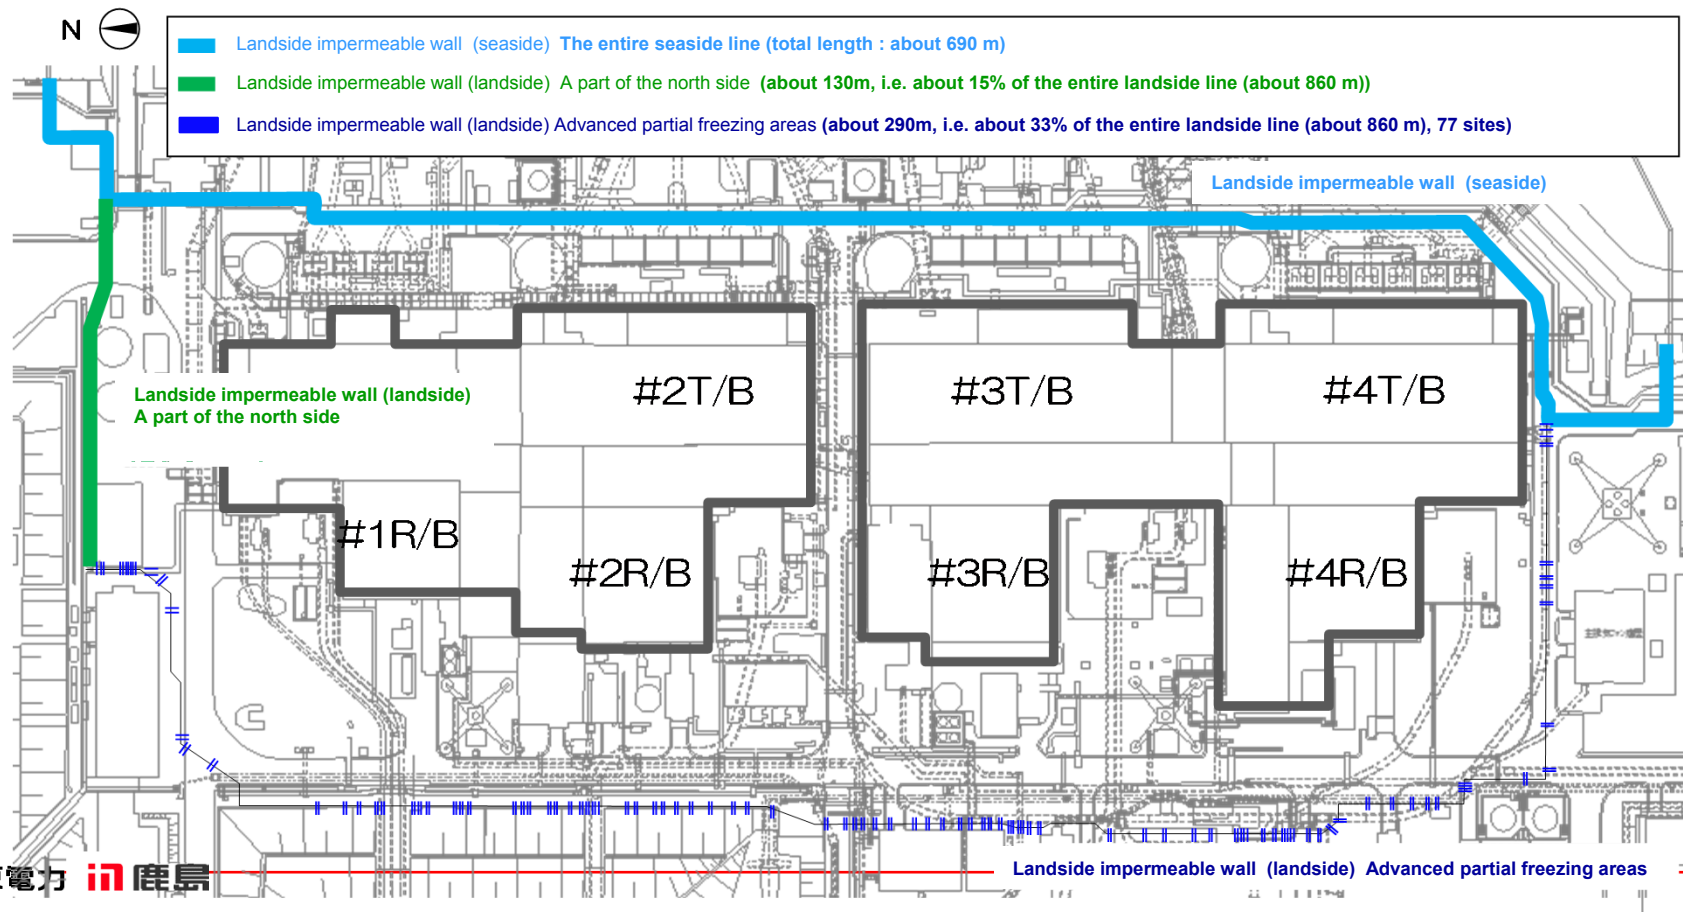 N
Landside impermeable wall (seaside) The entire seaside line (total length : about 690 m)
Landside impermeable wall (landside) A part of the north side (about 130m, i.e. about 15% of the entire landside line (about 860 m))
Landside impermeable wall (landside) Advanced partial freezing areas (about 290m, i.e. about 33% of the entire landside line (about 860 m), 77 sites)
Landside impermeable wall (seaside)
Landside impermeable wall (landside)
A part of the north side
#2T/B
#3T/B
#4T/B
#1R/B
#2R/B
#3R/B
#4R/B
電力 鹿島
Landside impermeable wall (landside) Advanced partial freezing areas